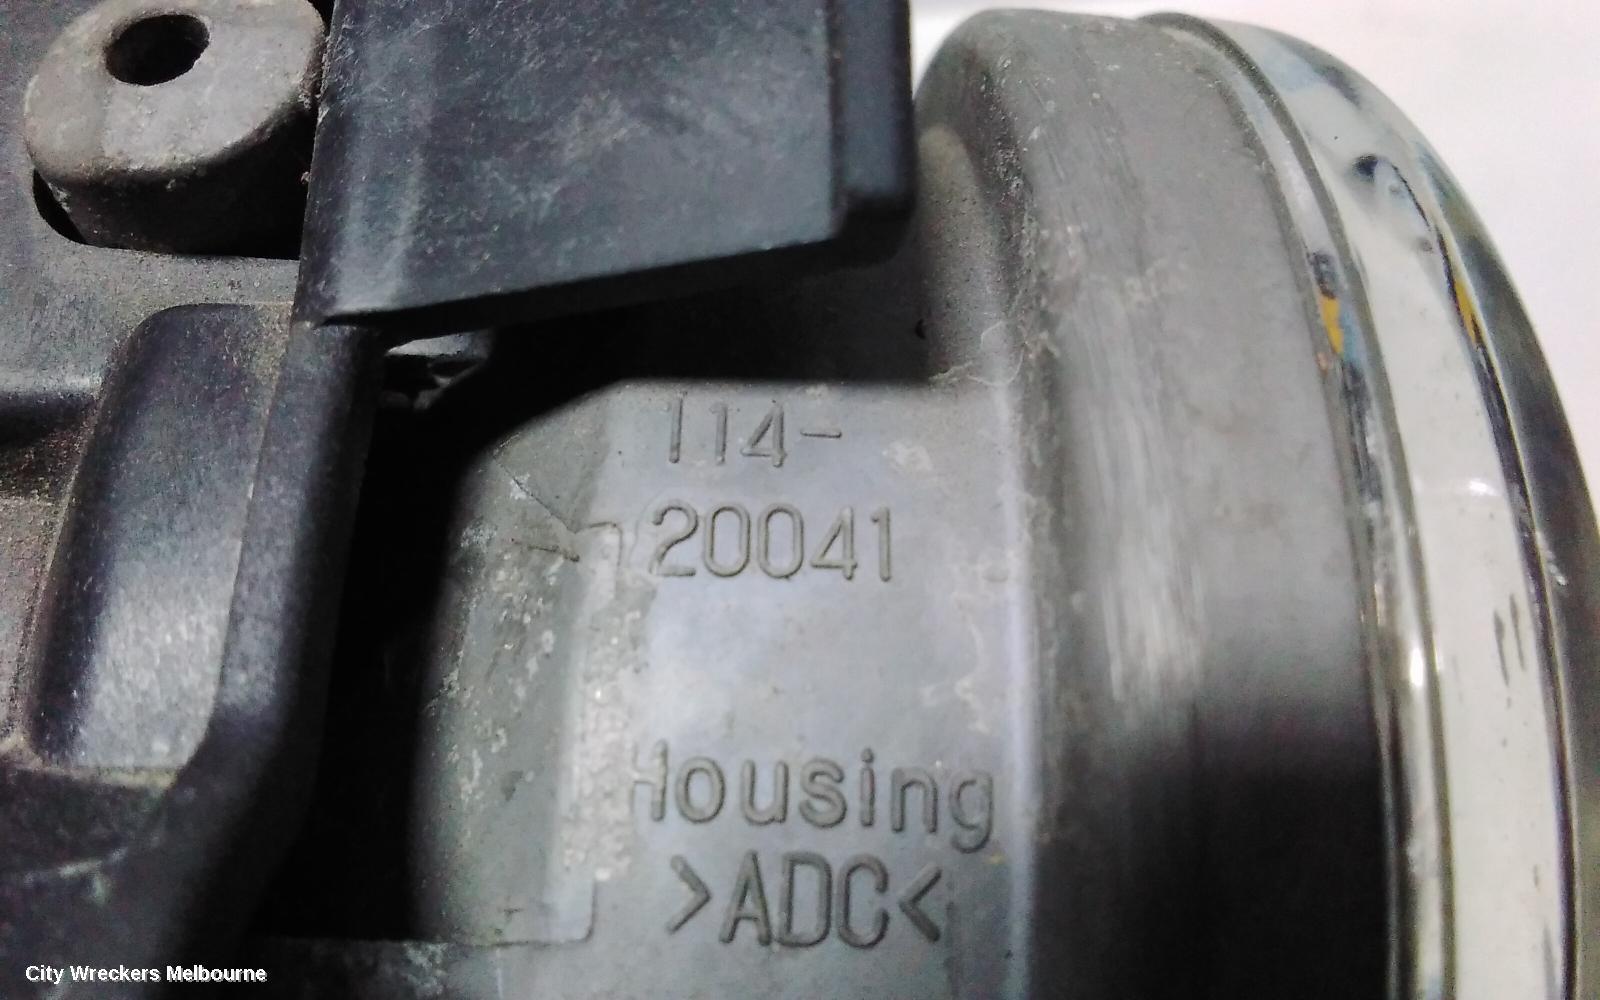 114-
20041
Housing
>ADC<
City Wreckers Melbourne